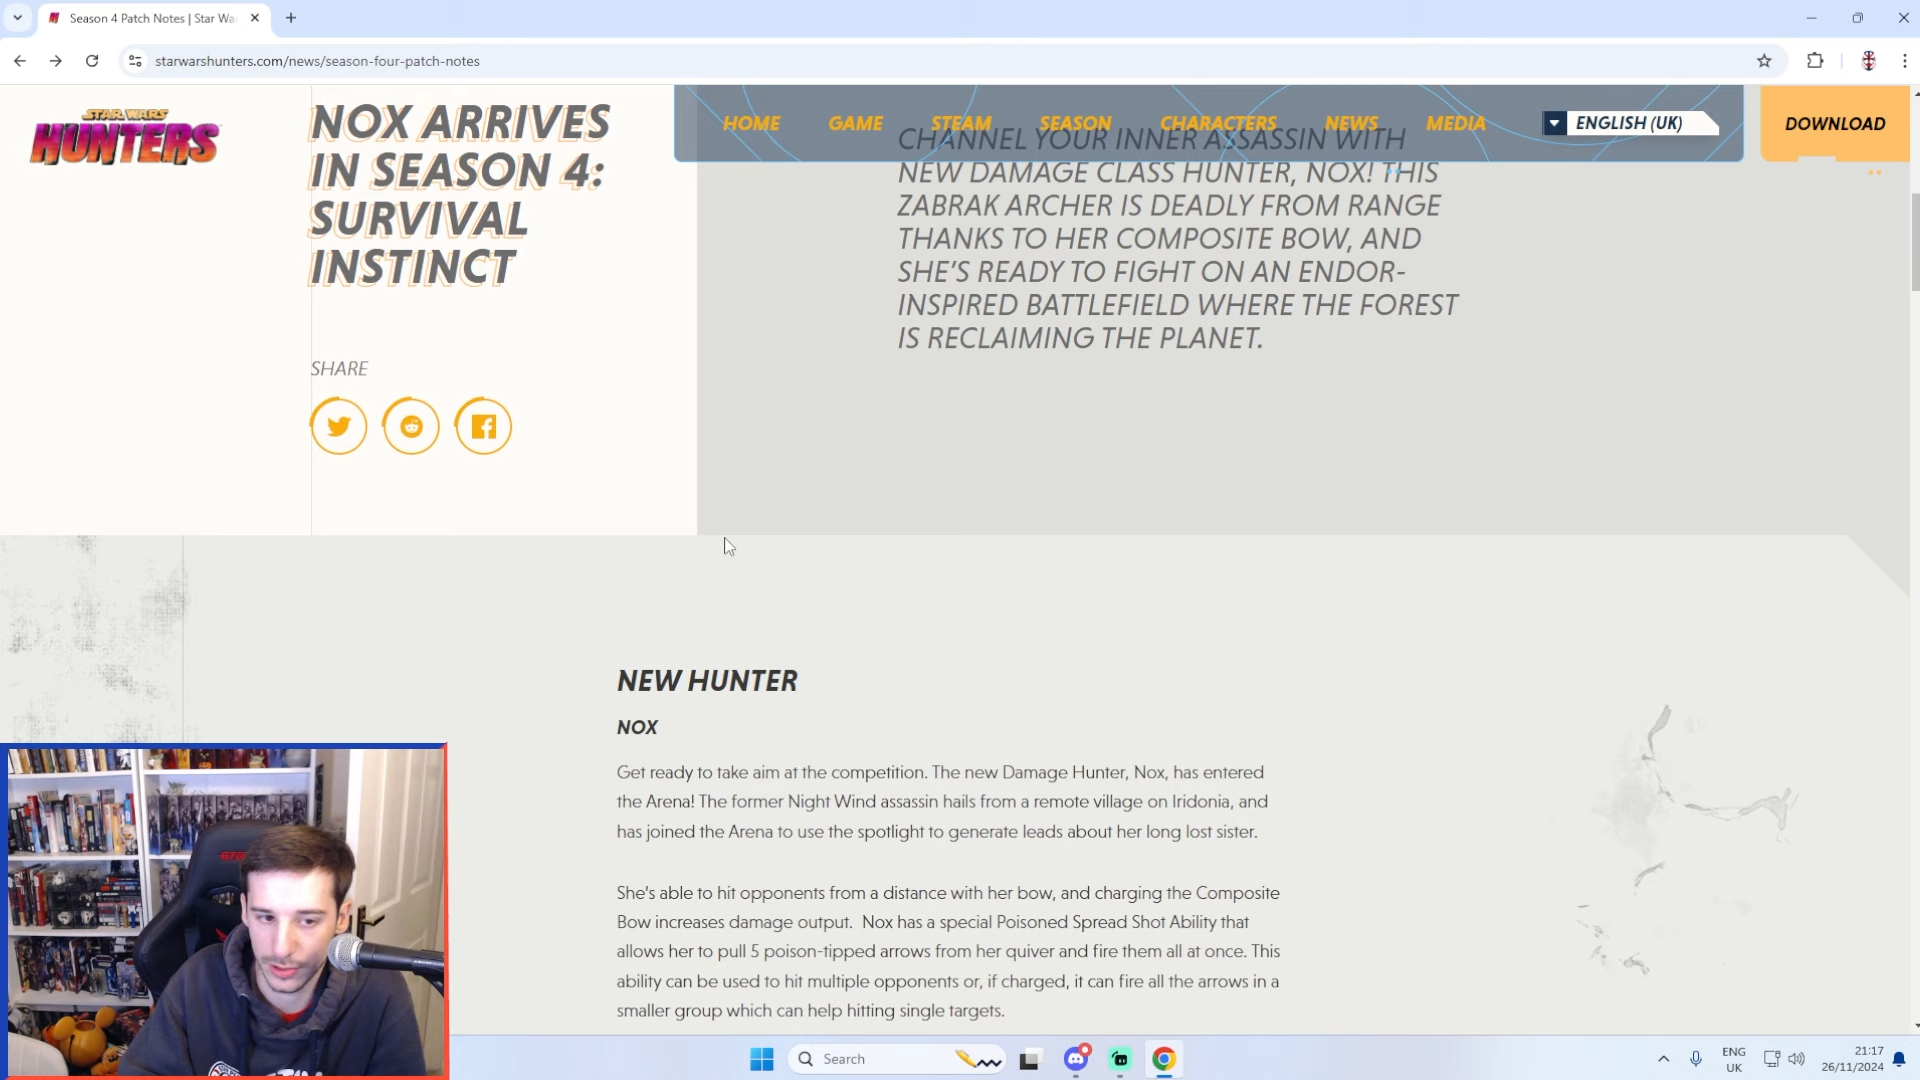 Season 4 Patch Notes | Star Wa
starwarshunters.com/news/season-four-patch-notes
STAR WARS
HUNTERS
HOME
GAME
STEAM
SEASON
CHARACTERS
NEWS
MEDIA
ENGLISH (UK)
DOWNLOAD
NOX ARRIVES
IN SEASON 4:
SURVIVAL
INSTINCT
SHARE
CHANNEL YOUR INNER ASSASSIN WITH
NEW DAMAGE CLASS HUNTER, NOX! THIS
ZABRAK ARCHER IS DEADLY FROM RANGE
THANKS TO HER COMPOSITE BOW, AND
SHE'S READY TO FIGHT ON AN ENDOR-
INSPIRED BATTLEFIELD WHERE THE FOREST
IS RECLAIMING THE PLANET.
NEW HUNTER
NOX
Get ready to take aim at the competition. The new Damage Hunter, Nox, has entered
the Arena! The former Night Wind assassin hails from a remote village on Iridonia, and
has joined the Arena to use the spotlight to generate leads about her long lost sister.
She's able to hit opponents from a distance with her bow, and charging the Composite
Bow increases damage output.  Nox has a special Poisoned Spread Shot Ability that
allows her to pull 5 poison-tipped arrows from her quiver and fire them all at once. This
ability can be used to hit multiple opponents or, if charged, it can fire all the arrows in a
smaller group which can help hitting single targets.
Search
ENG
UK
21:17
26/11/2024